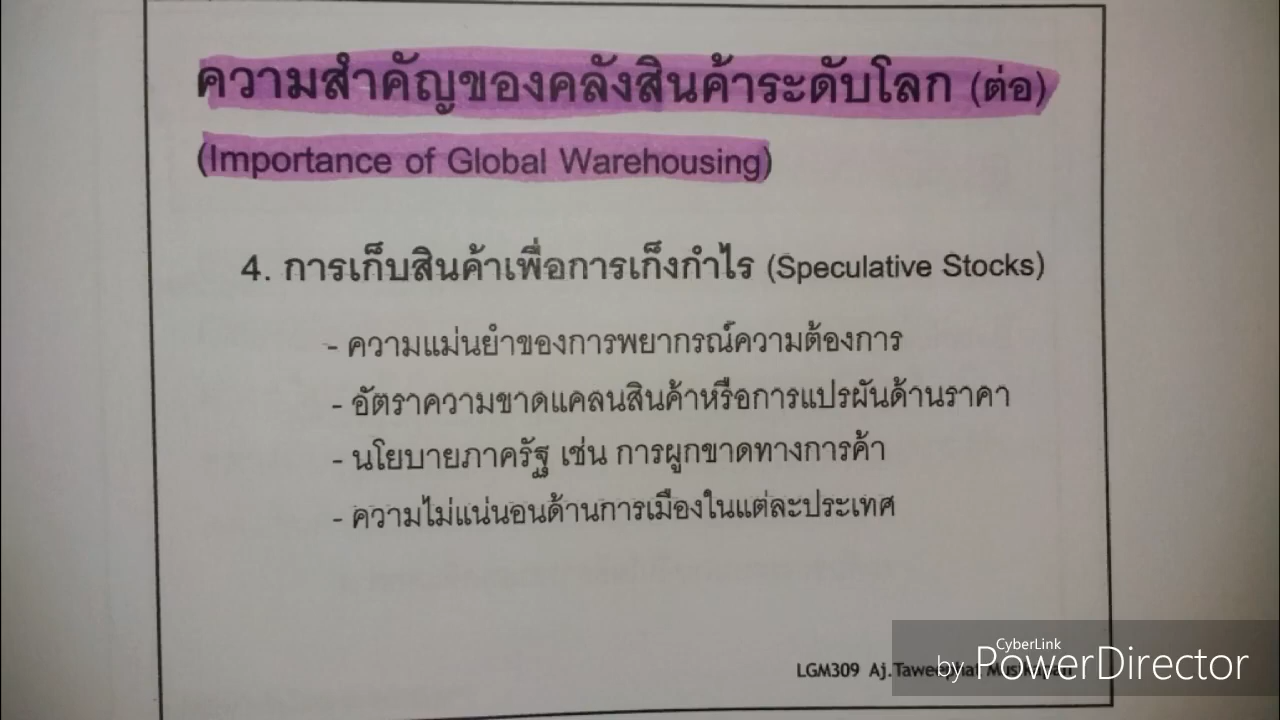 ความสำคัญของคลังสินค้าระดับโลก (ต่อ)
(Importance of Global Warehousing)
4. การเก็บสินค้าเพื่อการเก็งกำไร (Speculative Stocks)
- ความแม่นยำของการพยากรณ์ความต้องการ
- อัตราความขาดแคลนสินค้าหรือการแปรผันด้านราคา
- นโยบายภาครัฐ เช่น การผูกขาดทางการค้า
- ความไม่แน่นอนด้านการเมืองในแต่ละประเทศ
LGM309 Aj.
CyberLink
by PowerDirector